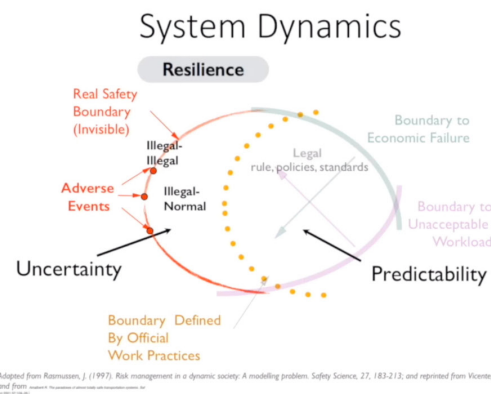 System Dynamics
Resilience
Real Safety
Boundary
(Invisible)
Illegal-
Illegal
Adverse
Events
Illegal-
Normal
Legal
rule, policies, standards
Boundary to
Economic Failure
Boundary to
Unacceptable
Workload
Uncertainty
Predictability
Boundary Defined
By Official
Work Practices
Adapted from Rasmussen, J. (1997). Risk management in a dynamic society: A modelling problem. Safety Science, 27, 183-213; and reprinted from Vicente
and from